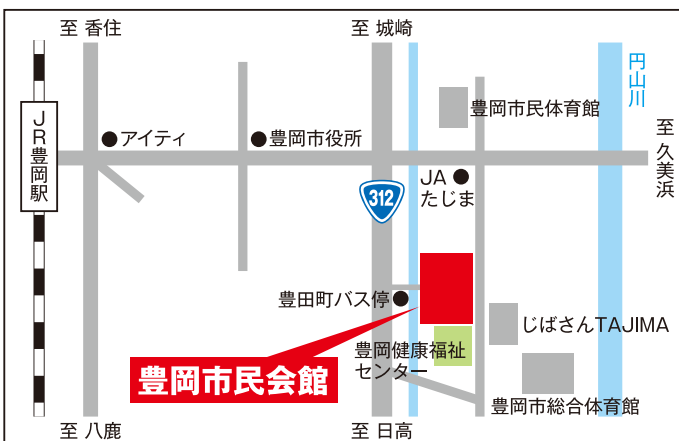 至 香住
至 城崎
円山川
豊岡市民体育館
至 久美浜
JR豊岡駅
アイティ
豊岡市役所
JA
たじま
312
豊田町バス停
じばさんTAJIMA
豊岡健康福祉
センター
豊岡市民会館
豊岡市総合体育館
至 八鹿
至 日高